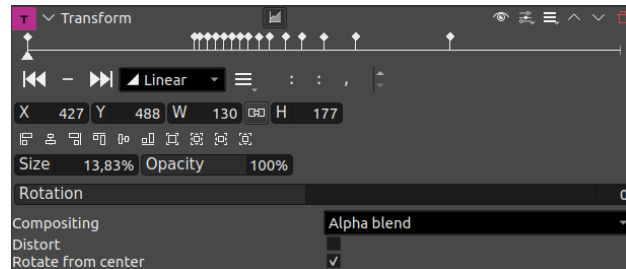 T Transform
Linear : : ,
X 427 Y 488 W 130 H 177
Size 13,83% Opacity 100%
Rotation 0
Compositing Alpha blend
Distort
Rotate from center